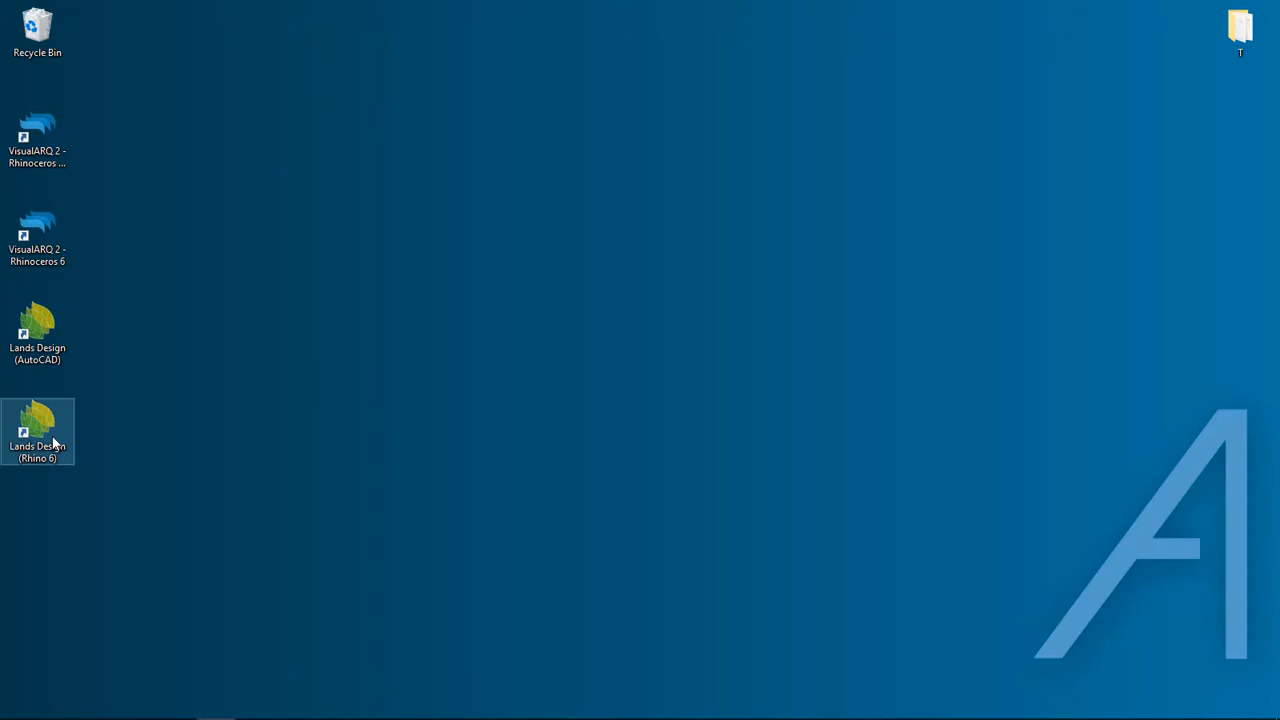 Recycle Bin
T
VisualARQ 2 -
Rhinoceros ...
VisualARQ 2 -
Rhinoceros 6
Lands Design
(AutoCAD)
Lands Design
(Rhino 6)
A